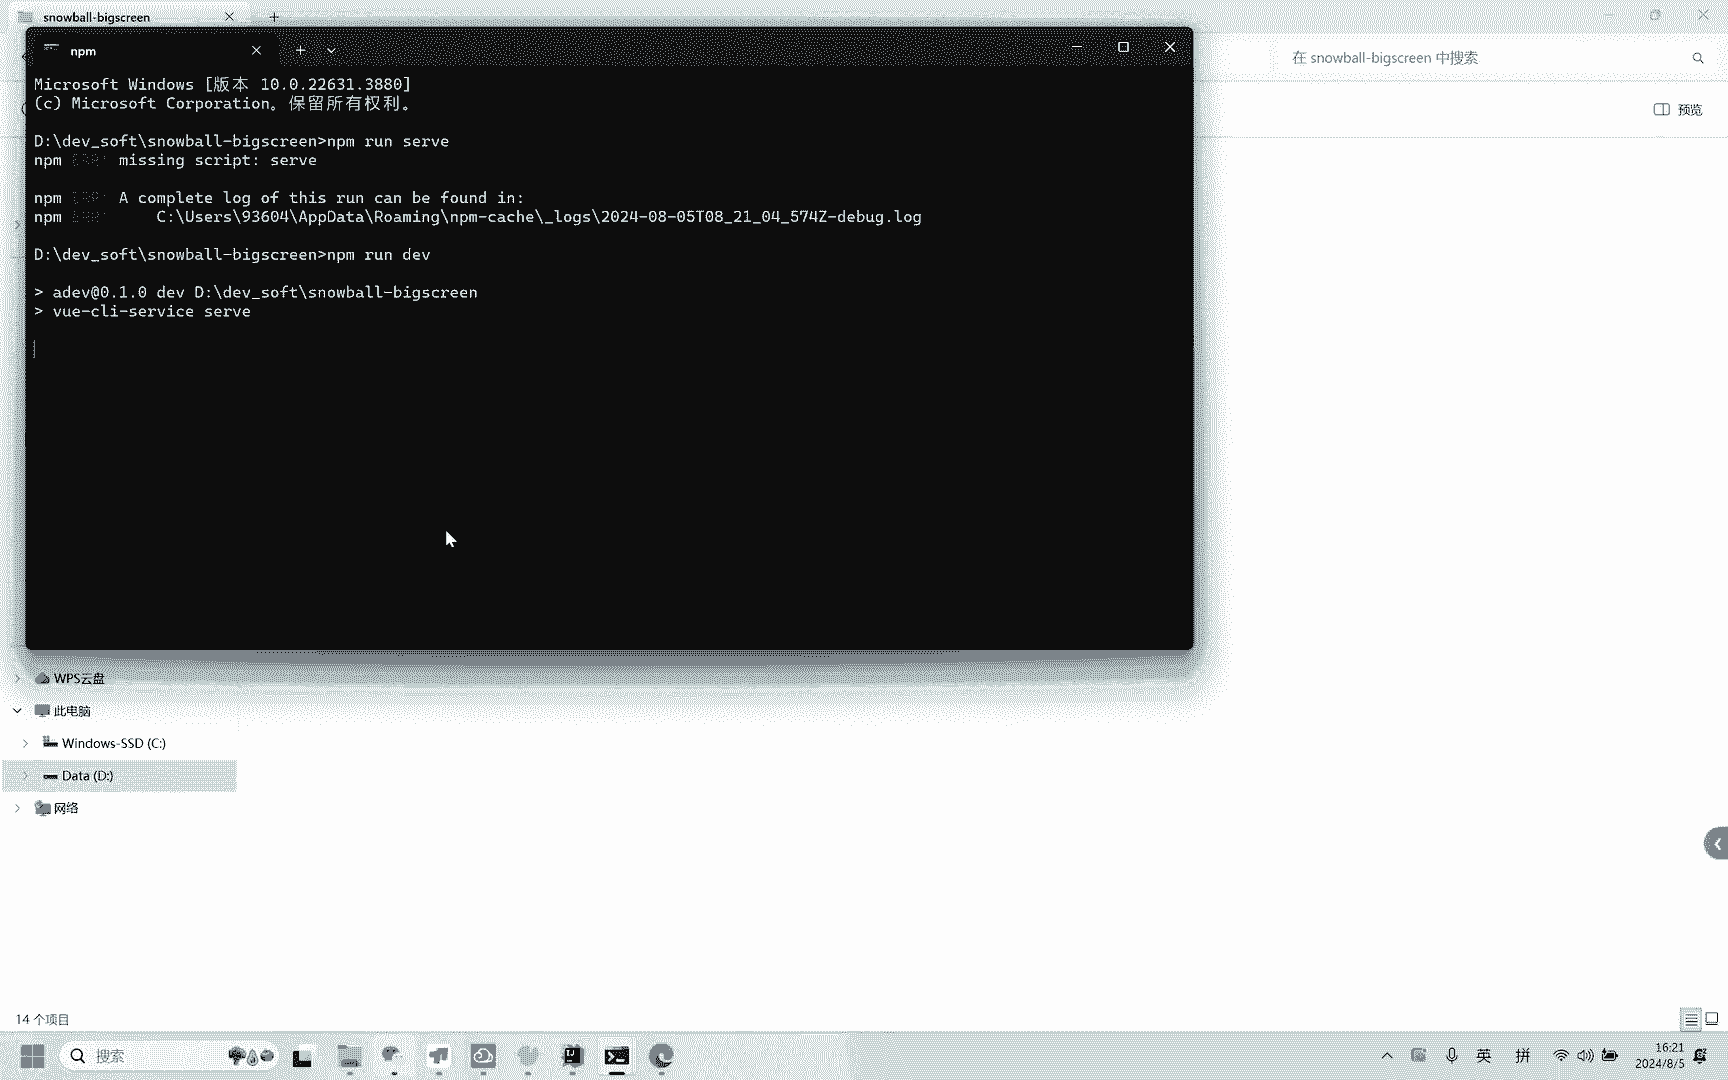 snowball-bigscreen
npm
在 snowball-bigscreen 中搜索
预览
Microsoft Windows [版本 10.0.22631.3880]
(c) Microsoft Corporation。保留所有权利。
D:\dev_soft\snowball-bigscreen>npm run serve
npm ERR! missing script: serve
npm ERR! A complete log of this run can be found in:
npm ERR!     C:\Users\93604\AppData\Roaming\npm-cache\_logs\2024-08-05T08_21_04_574Z-debug.log
D:\dev_soft\snowball-bigscreen>npm run dev
> adev@0.1.0 dev D:\dev_soft\snowball-bigscreen
> vue-cli-service serve
WPS云盘
此电脑
Windows-SSD (C:)
Data (D:)
网络
14 个项目
搜索
英
拼
16:21
2024/8/5